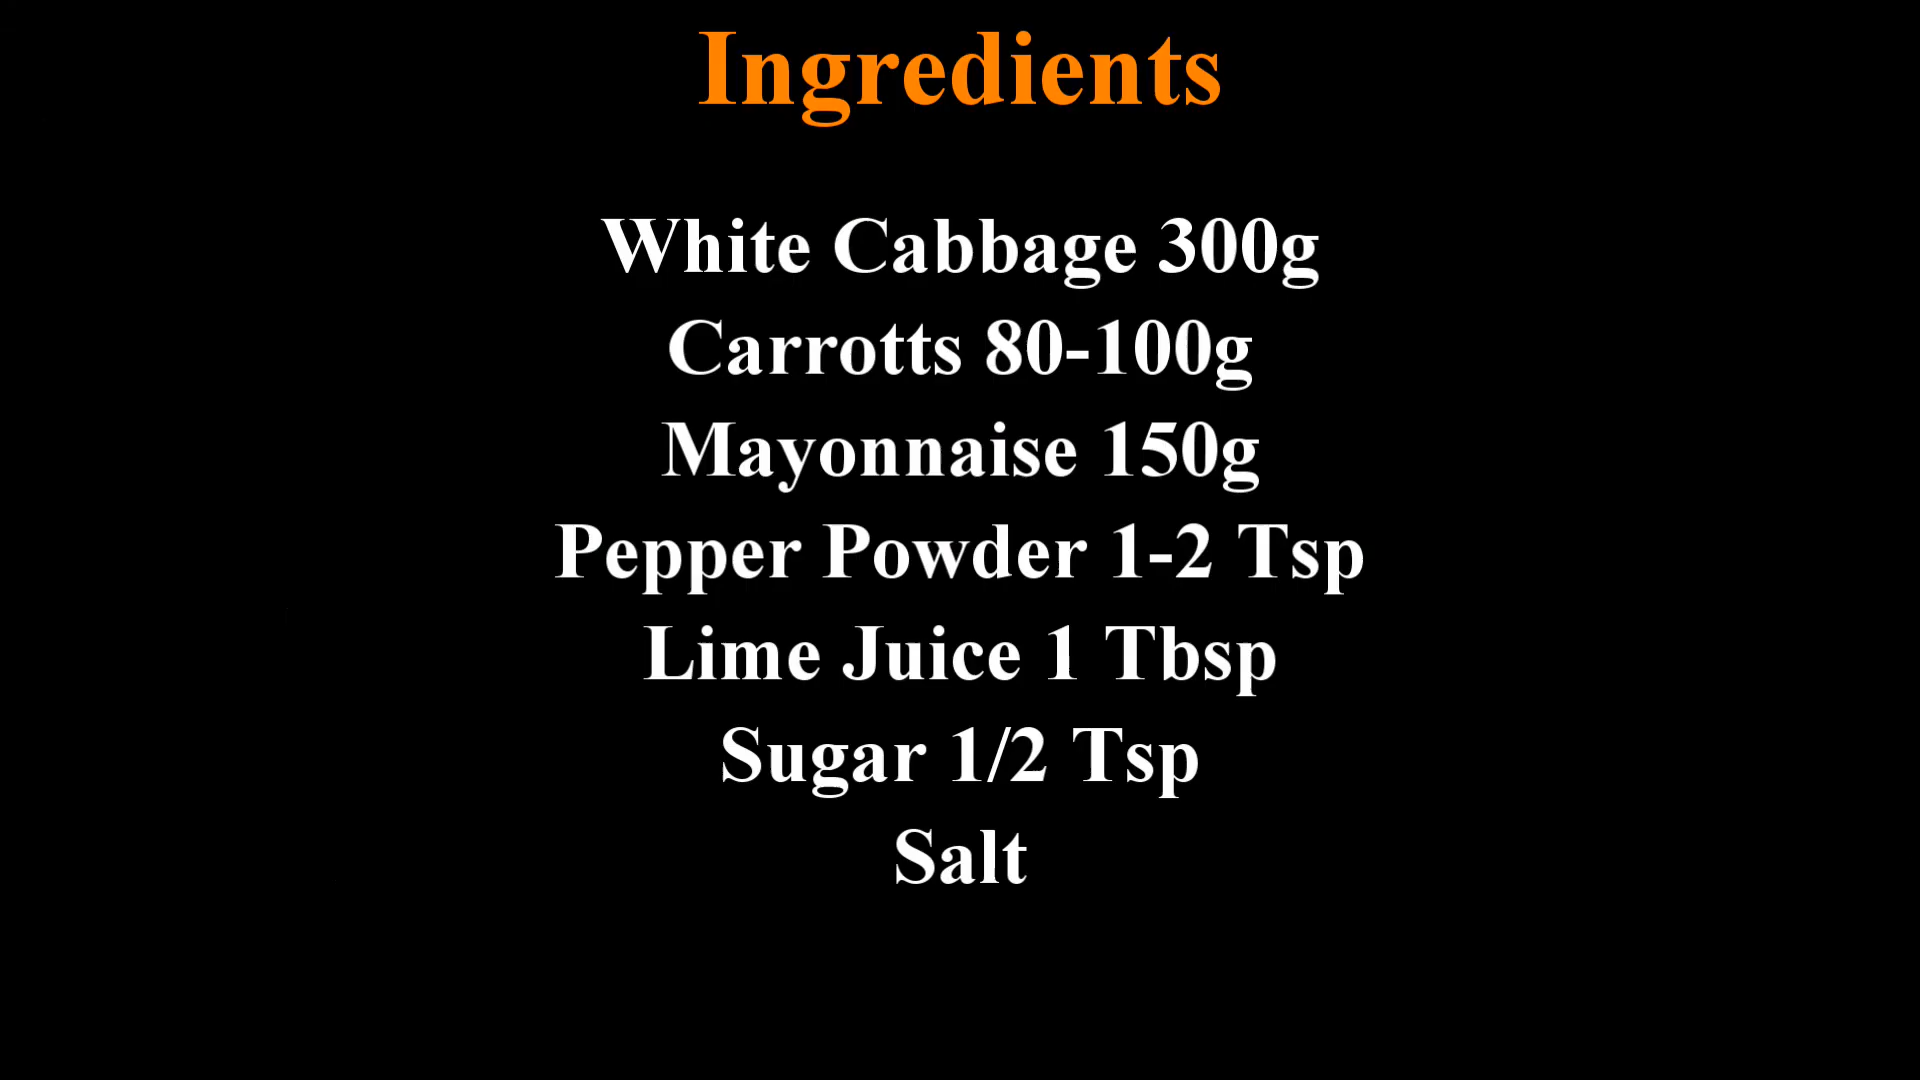 Ingredients
White Cabbage 300g
Carrotts 80-100g
Mayonnaise 150g
Pepper Powder 1-2 Tsp
Lime Juice 1 Tbsp
Sugar 1/2 Tsp
Salt